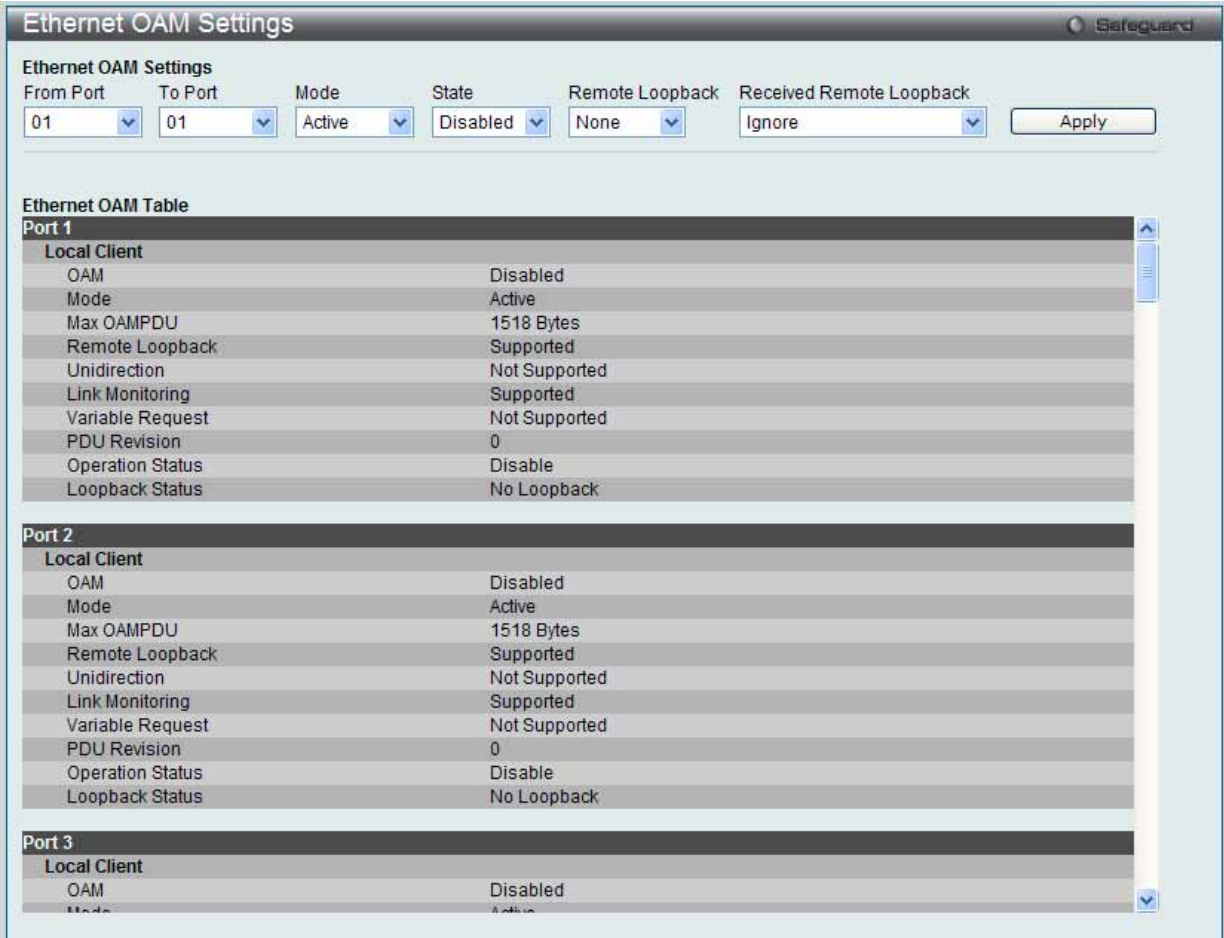 Ethernet OAM Settings
Safeguard
Ethernet OAM Settings
From Port To Port Mode State Remote Loopback Received Remote Loopback
01 01 Active Disabled None Ignore Apply
Ethernet OAM Table
Port 1
Local Client
OAM Disabled
Mode Active
Max OAMPDU 1518 Bytes
Remote Loopback Supported
Unidirection Not Supported
Link Monitoring Supported
Variable Request Not Supported
PDU Revision 0
Operation Status Disable
Loopback Status No Loopback
Port 2
Local Client
OAM Disabled
Mode Active
Max OAMPDU 1518 Bytes
Remote Loopback Supported
Unidirection Not Supported
Link Monitoring Supported
Variable Request Not Supported
PDU Revision 0
Operation Status Disable
Loopback Status No Loopback
Port 3
Local Client
OAM Disabled
Mode Active